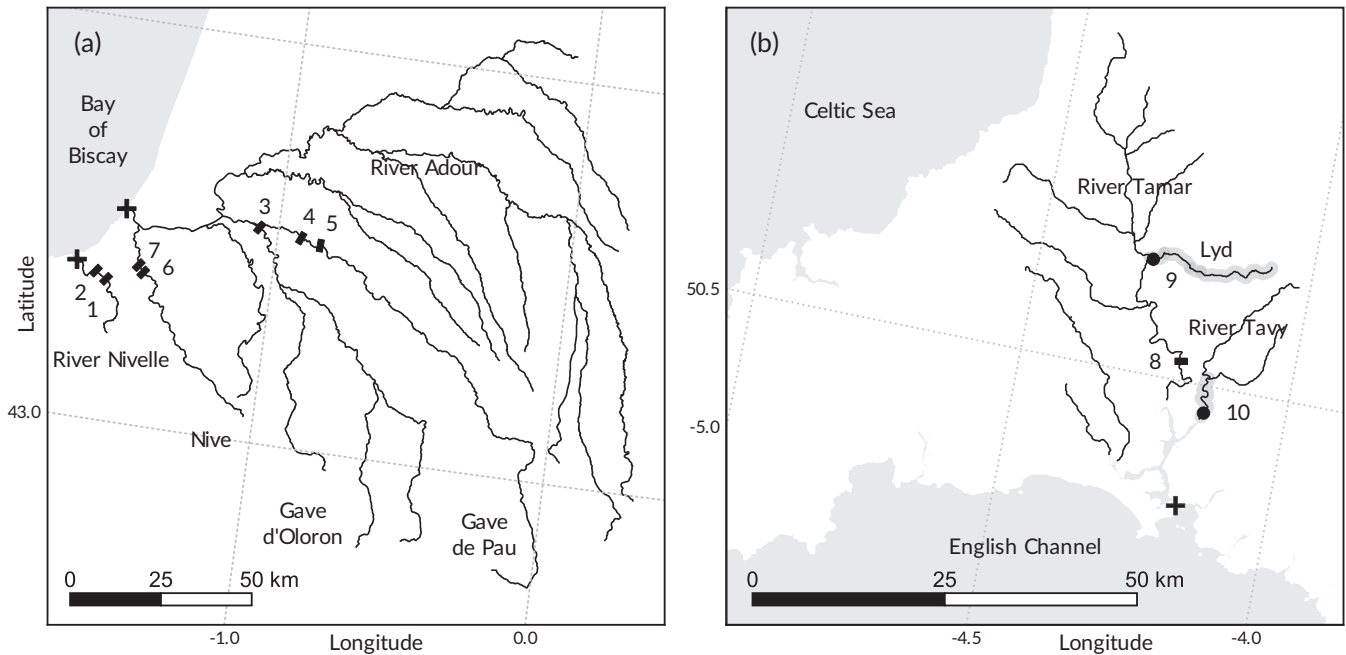 (a)
Bay
of
Biscay
River Adour
3
4
5
7
6
2
1
River Nivelle
Latitude
43.0
Nive
Gave
d'Oloron
Gave
de Pau
0
25
50 km
-1.0
Longitude
0.0
(b)
Celtic Sea
River Tamar
Lyd
9
50.5
River Tavy
8
10
-5.0
English Channel
0
25
50 km
-4.5
Longitude
-4.0